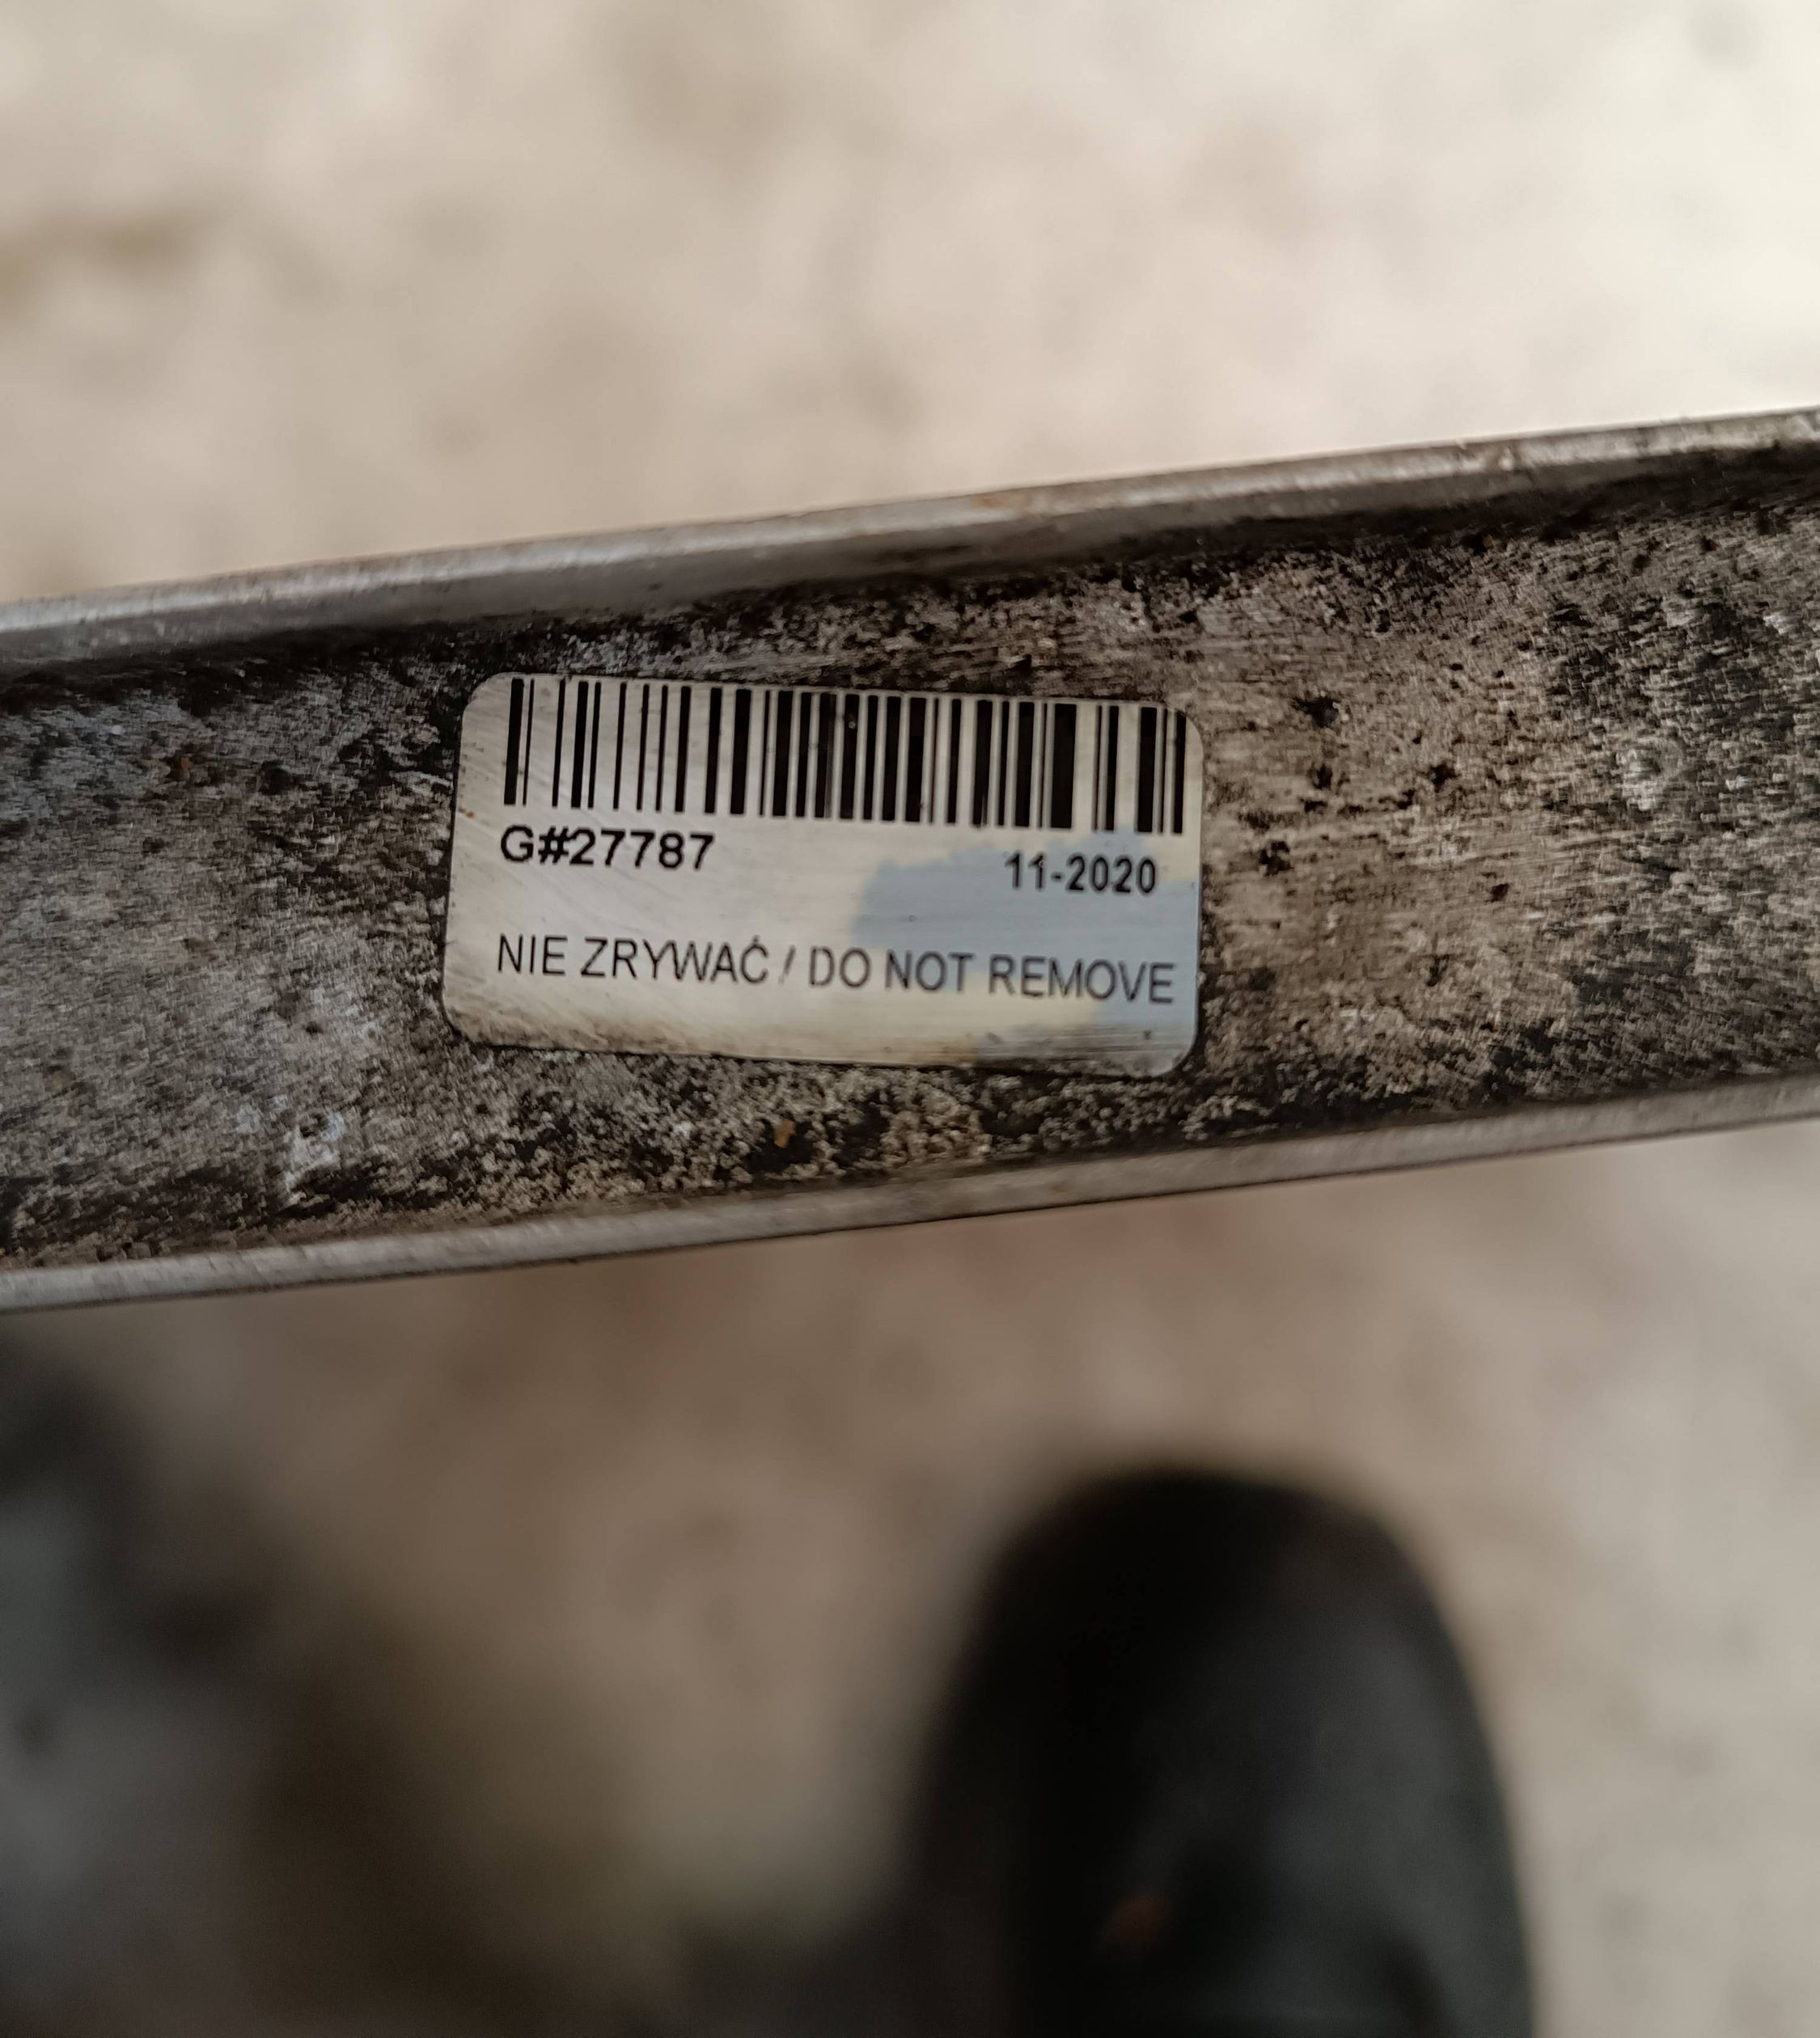 G#27787 11-2020
NIE ZRYWAĆ / DO NOT REMOVE